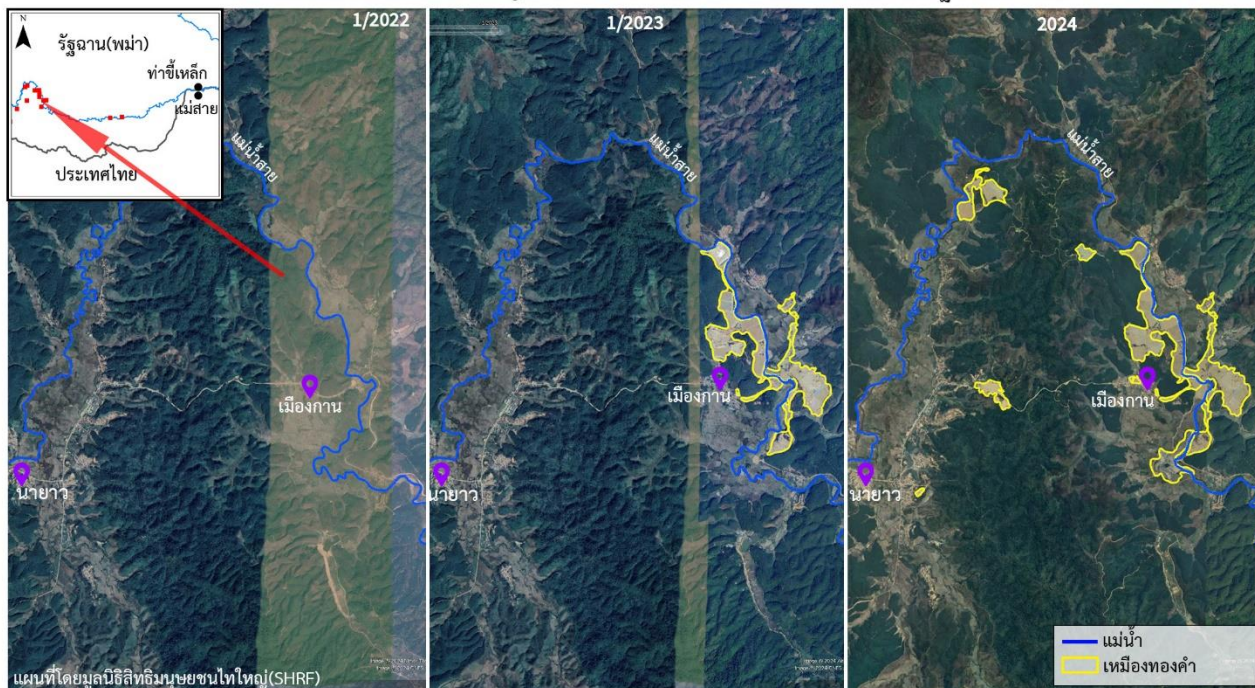 1/2022
1/2023
2024
N
รัฐฉาน(พม่า)
ท่าขี้เหล็ก
แม่สาย
ประเทศไทย
แม่น้ำสาย
แม่น้ำสาย
แม่น้ำสาย
เมืองกาน
เมืองกาน
เมืองกาน
นายาว
นายาว
นายาว
แม่น้ำ
เหมืองทองคำ
แผนที่โดยมูลนิธิสิทธิมนุษยชนไทใหญ่(SHRF)